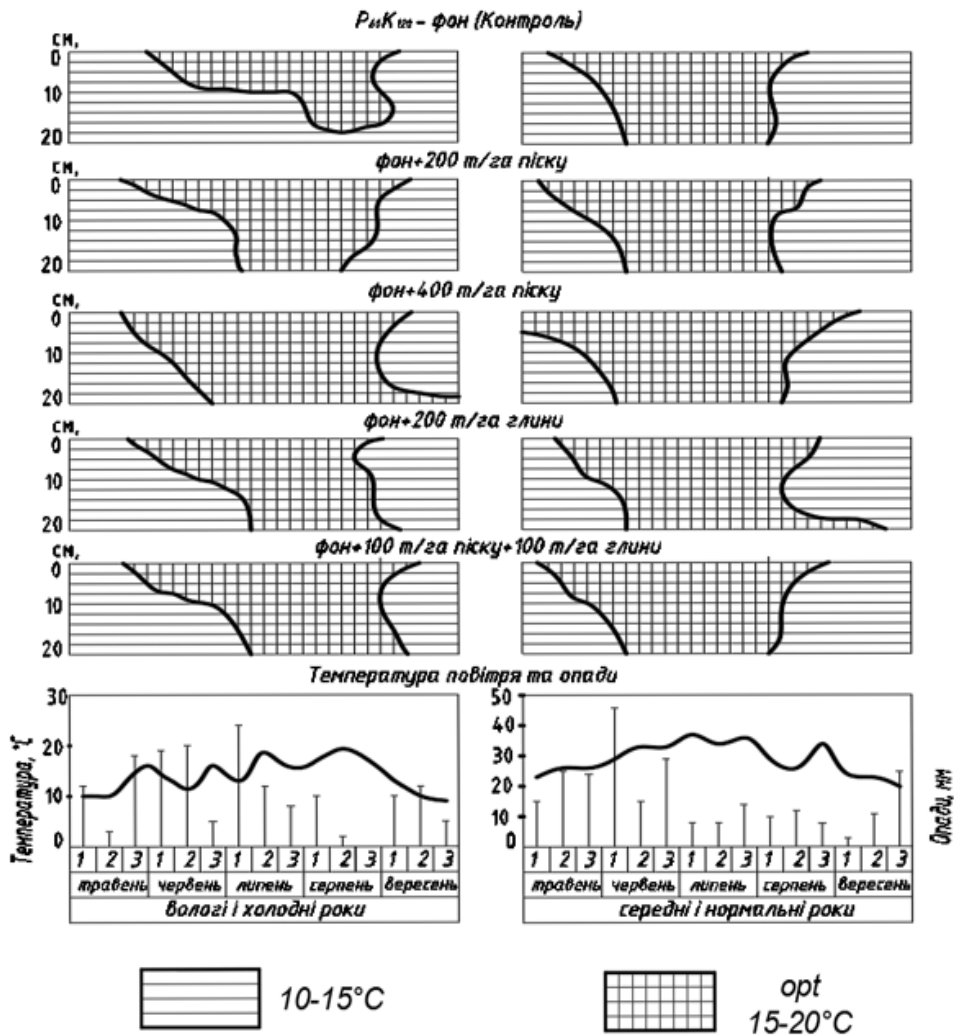 P₆₀K₁₂₀ - фон (Контроль)
см,
0
10
20
фон+200 т/га піску
см,
0
10
20
фон+400 т/га піску
см,
0
10
20
фон+200 т/га глини
см,
0
10
20
фон+100 т/га піску+100 т/га глини
см,
0
10
20
Температура повітря та опади
Температура, °С
30
20
10
0
50
40
30
20
10
0
Опади, мм
1 2 3 1 2 3 1 2 3 1 2 3 1 2 3
травень червень липень серпень вересень
вологі і холодні роки
1 2 3 1 2 3 1 2 3 1 2 3 1 2 3
травень червень липень серпень вересень
середні і нормальні роки
10-15°C
opt
15-20°C